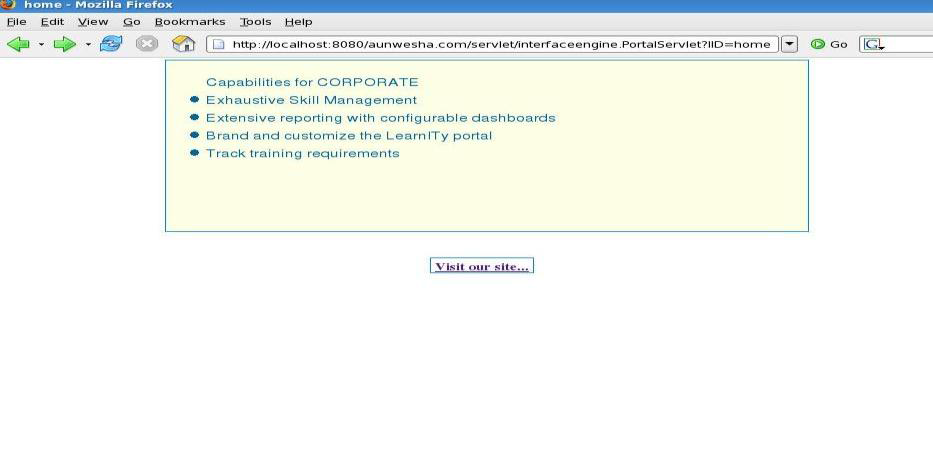 home - Mozilla Firefox
File Edit View Go Bookmarks Tools Help
http://localhost:8080/aunwesha.com/servlet/interfaceengine.PortalServlet?IID=home Go G
Capabilities for CORPORATE
Exhaustive Skill Management
Extensive reporting with configurable dashboards
Brand and customize the LearnITy portal
Track training requirements
Visit our site...